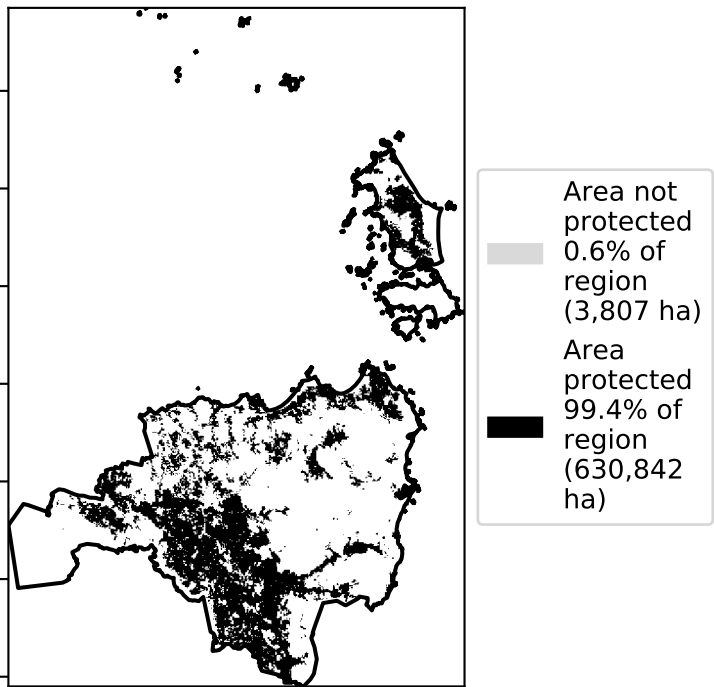 Area not
protected
0.6% of
region
(3,807 ha)
Area
protected
99.4% of
region
(630,842
ha)